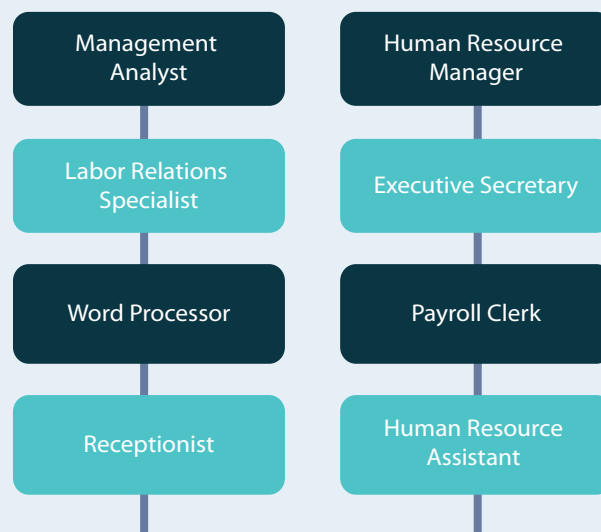 Management
Analyst
Labor Relations
Specialist
Word Processor
Receptionist
Human Resource
Manager
Executive Secretary
Payroll Clerk
Human Resource
Assistant